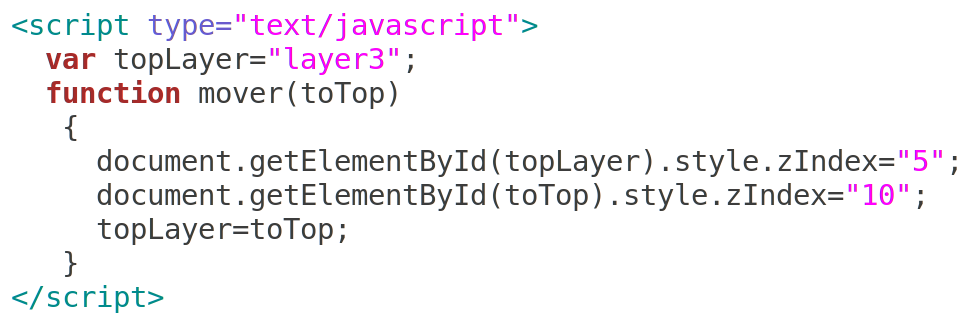 <script type="text/javascript">
  var topLayer="layer3";
  function mover(toTop)
   {
     document.getElementById(topLayer).style.zIndex="5";
     document.getElementById(toTop).style.zIndex="10";
     topLayer=toTop;
   }
</script>